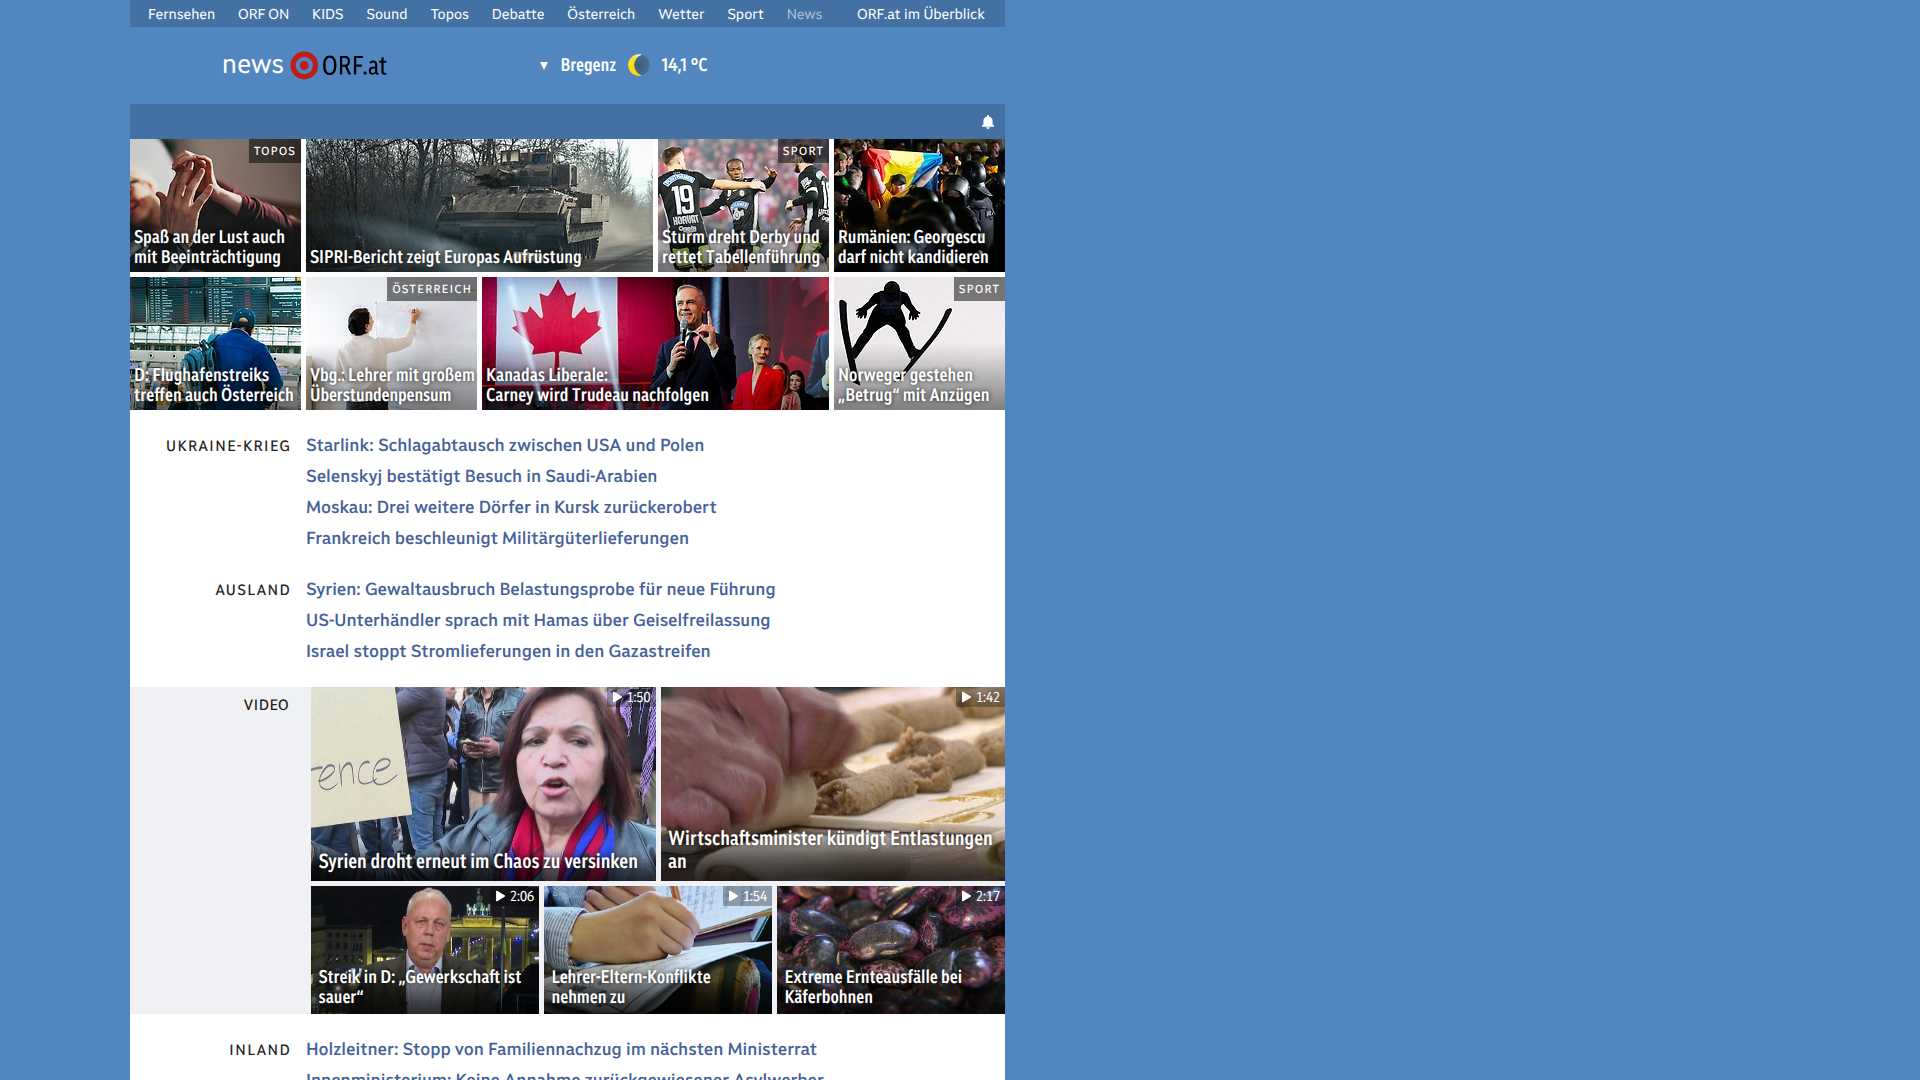 Fernsehen ORF ON KIDS Sound Topos Debatte Österreich Wetter Sport News ORF.at im Überblick
news ORF.at
Bregenz 14,1 °C
TOPOS
Spaß an der Lust auch
mit Beeinträchtigung
SIPRI-Bericht zeigt Europas Aufrüstung
SPORT
19
HORVAT
Sturm dreht Derby und
rettet Tabellenführung
Rumänien: Georgescu
darf nicht kandidieren
D: Flughafenstreiks
treffen auch Österreich
ÖSTERREICH
Vbg.: Lehrer mit großem
Überstundenpensum
Kanadas Liberale:
Carney wird Trudeau nachfolgen
SPORT
Norweger gestehen
„Betrug“ mit Anzügen
UKRAINE-KRIEG
Starlink: Schlagabtausch zwischen USA und Polen
Selenskyj bestätigt Besuch in Saudi-Arabien
Moskau: Drei weitere Dörfer in Kursk zurückerobert
Frankreich beschleunigt Militärgüterlieferungen
AUSLAND
Syrien: Gewaltausbruch Belastungsprobe für neue Führung
US-Unterhändler sprach mit Hamas über Geiselfreilassung
Israel stoppt Stromlieferungen in den Gazastreifen
VIDEO
1:50
ence
Syrien droht erneut im Chaos zu versinken
1:42
Wirtschaftsminister kündigt Entlastungen
an
2:06
Streik in D: „Gewerkschaft ist
sauer“
1:54
Lehrer-Eltern-Konflikte
nehmen zu
2:17
Extreme Ernteausfälle bei
Käferbohnen
INLAND
Holzleitner: Stopp von Familiennachzug im nächsten Ministerrat
Innenministerium: Keine Annahme zurückgewiesener Asylwerber